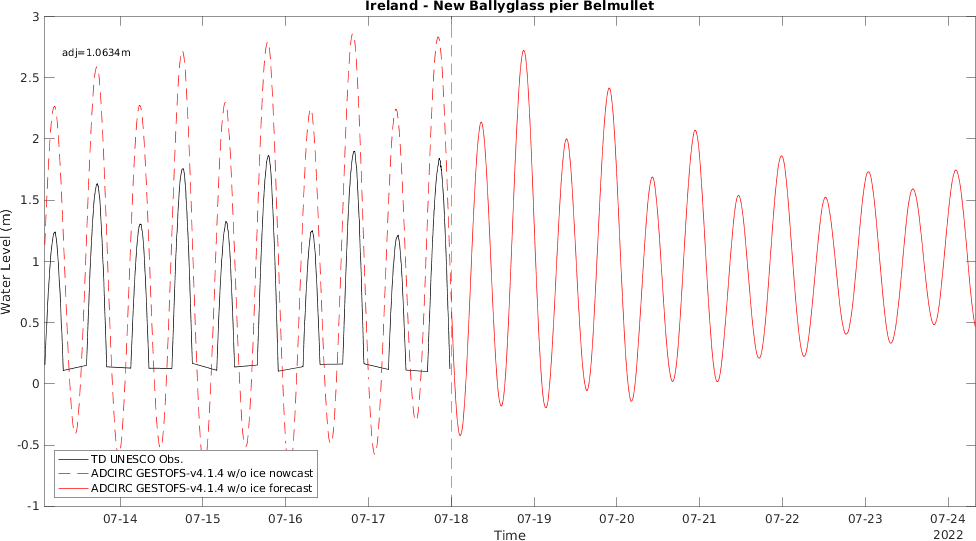 Ireland - New Ballyglass pier Belmullet
adj=1.0634m
3
2.5
2
1.5
1
0.5
0
-0.5
-1
Water Level (m)
TD UNESCO Obs.
ADCIRC GESTOFS-v4.1.4 w/o ice nowcast
ADCIRC GESTOFS-v4.1.4 w/o ice forecast
07-14 07-15 07-16 07-17 07-18 07-19 07-20 07-21 07-22 07-23 07-24
Time
2022